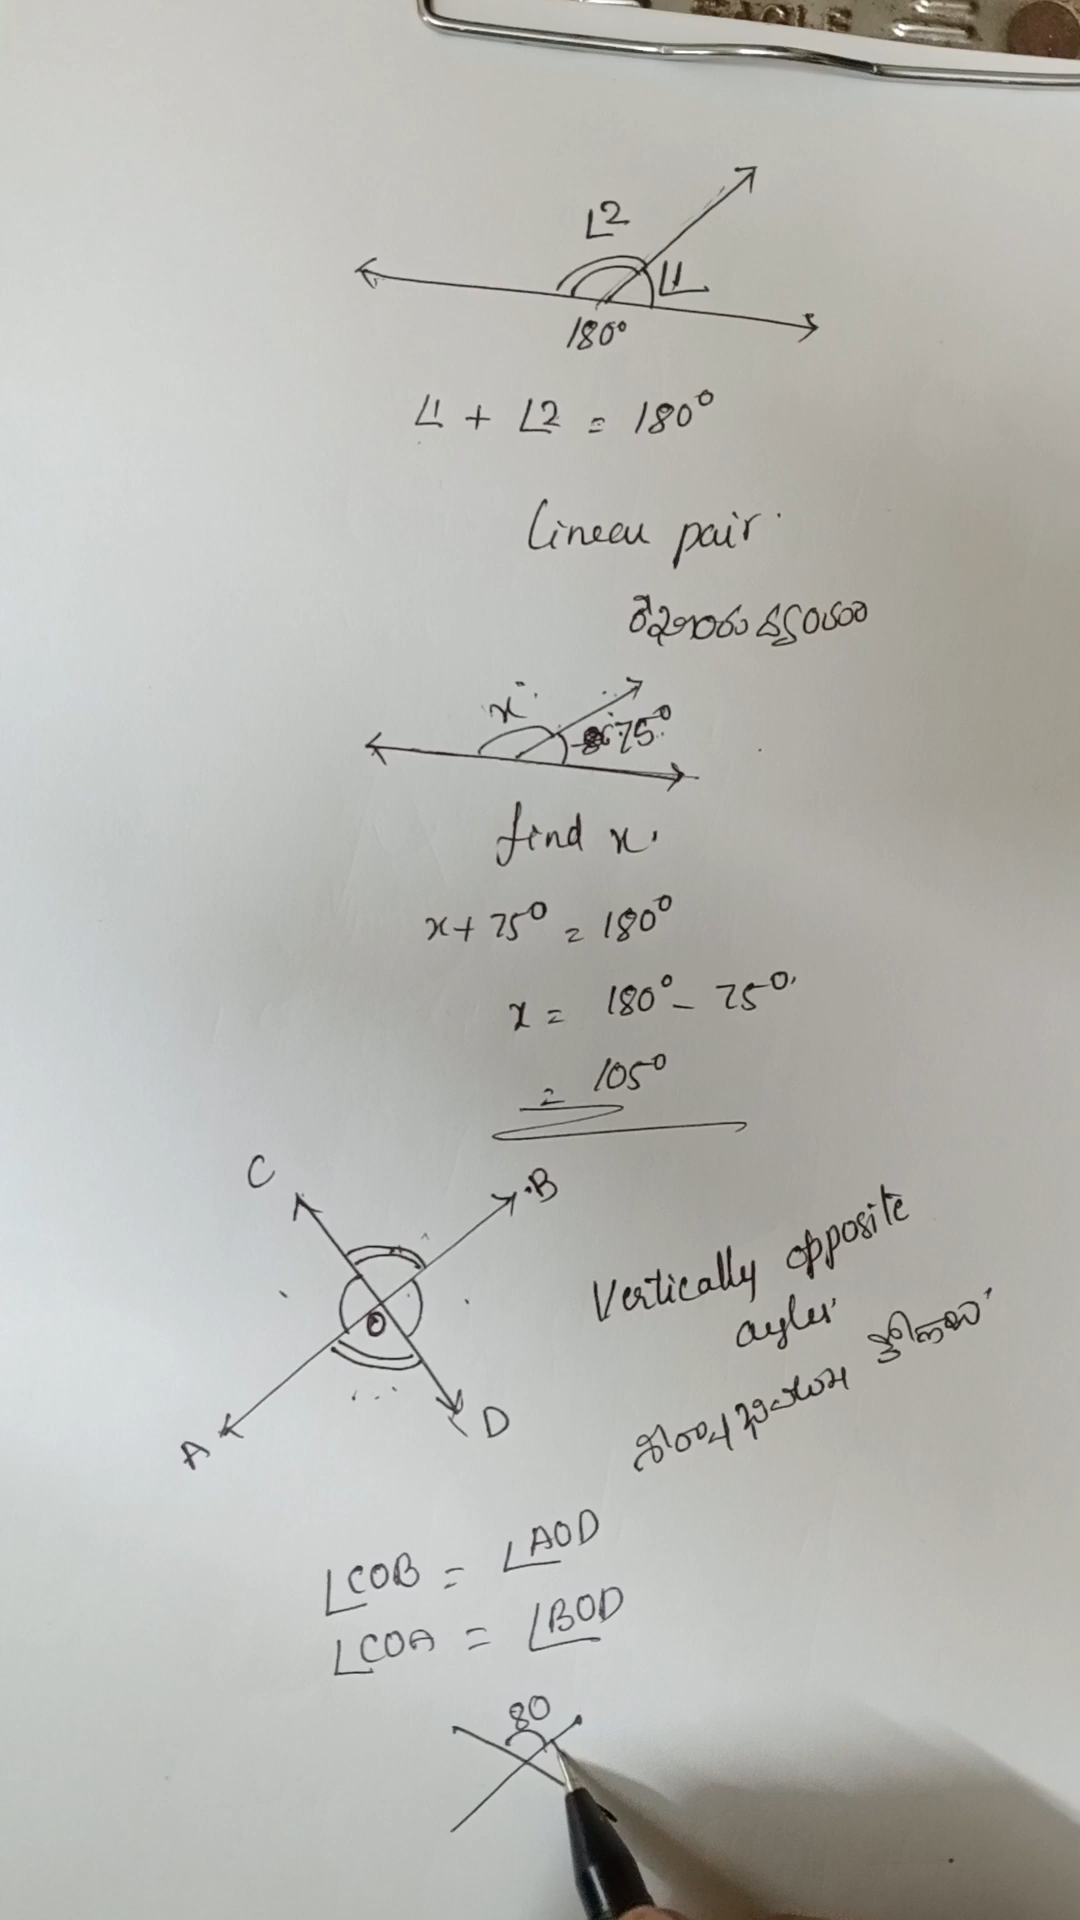 EAGLE
∠2
∠1
180°
∠1 + ∠2 = 180°
Linear pair.
x°
75°
find x.
x + 75° = 180°
x = 180° - 75°
= 105°
C
B
O
A
D
Vertically opposite
angles
∠COB = ∠AOD
∠COA = ∠BOD
80